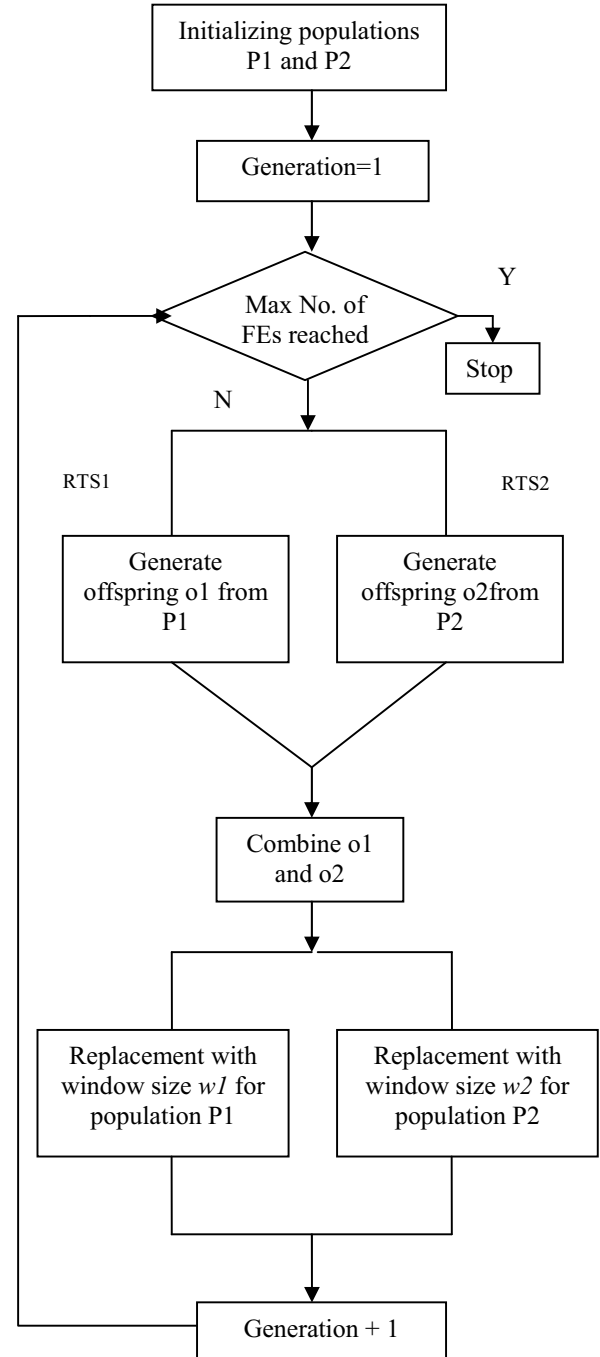 Initializing populations
P1 and P2
Generation=1
Max No. of
FEs reached
Y
Stop
N
RTS1
RTS2
Generate
offspring o1 from
P1
Generate
offspring o2from
P2
Combine o1
and o2
Replacement with
window size w1 for
population P1
Replacement with
window size w2 for
population P2
Generation + 1